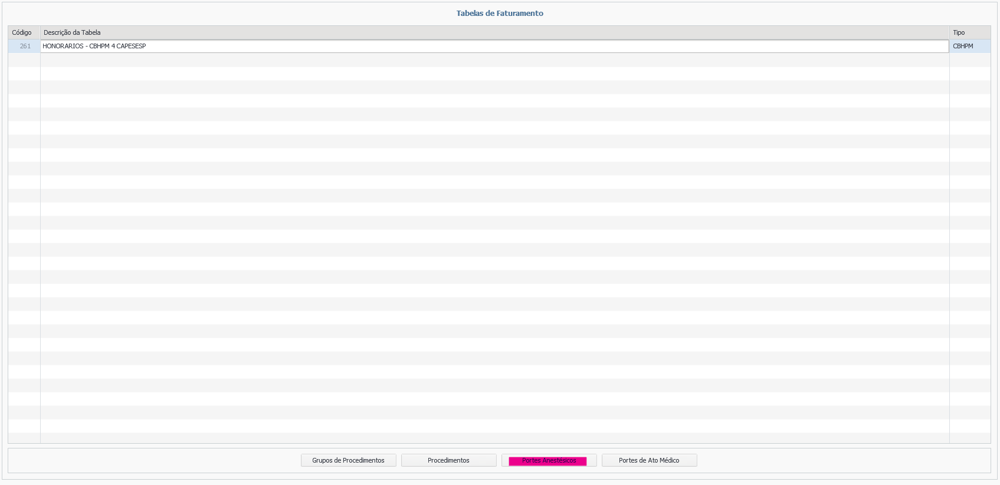 Tabelas de Faturamento
Código Descrição da Tabela Tipo
261 HONORARIOS - CBHPM 4 CAPESESP CBHPM
Grupos de Procedimentos Procedimentos Portes Anestésicos Portes de Ato Médico